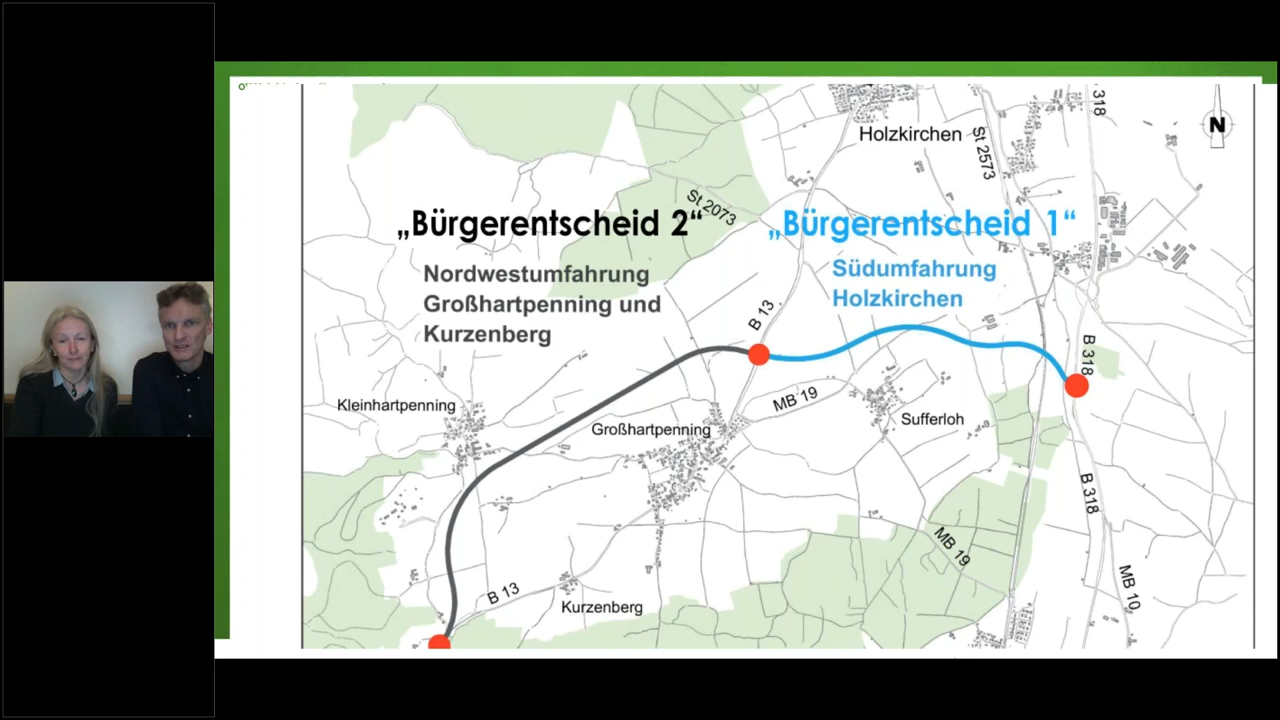 318
N
Holzkirchen
St 2573
St 2073
„Bürgerentscheid 2“
„Bürgerentscheid 1“
Nordwestumfahrung
Großhartpenning und
Kurzenberg
Südumfahrung
Holzkirchen
B 13
B 318
MB 19
Kleinhartpenning
Großhartpenning
Sufferloh
B 318
MB 19
B 13
Kurzenberg
MB 10